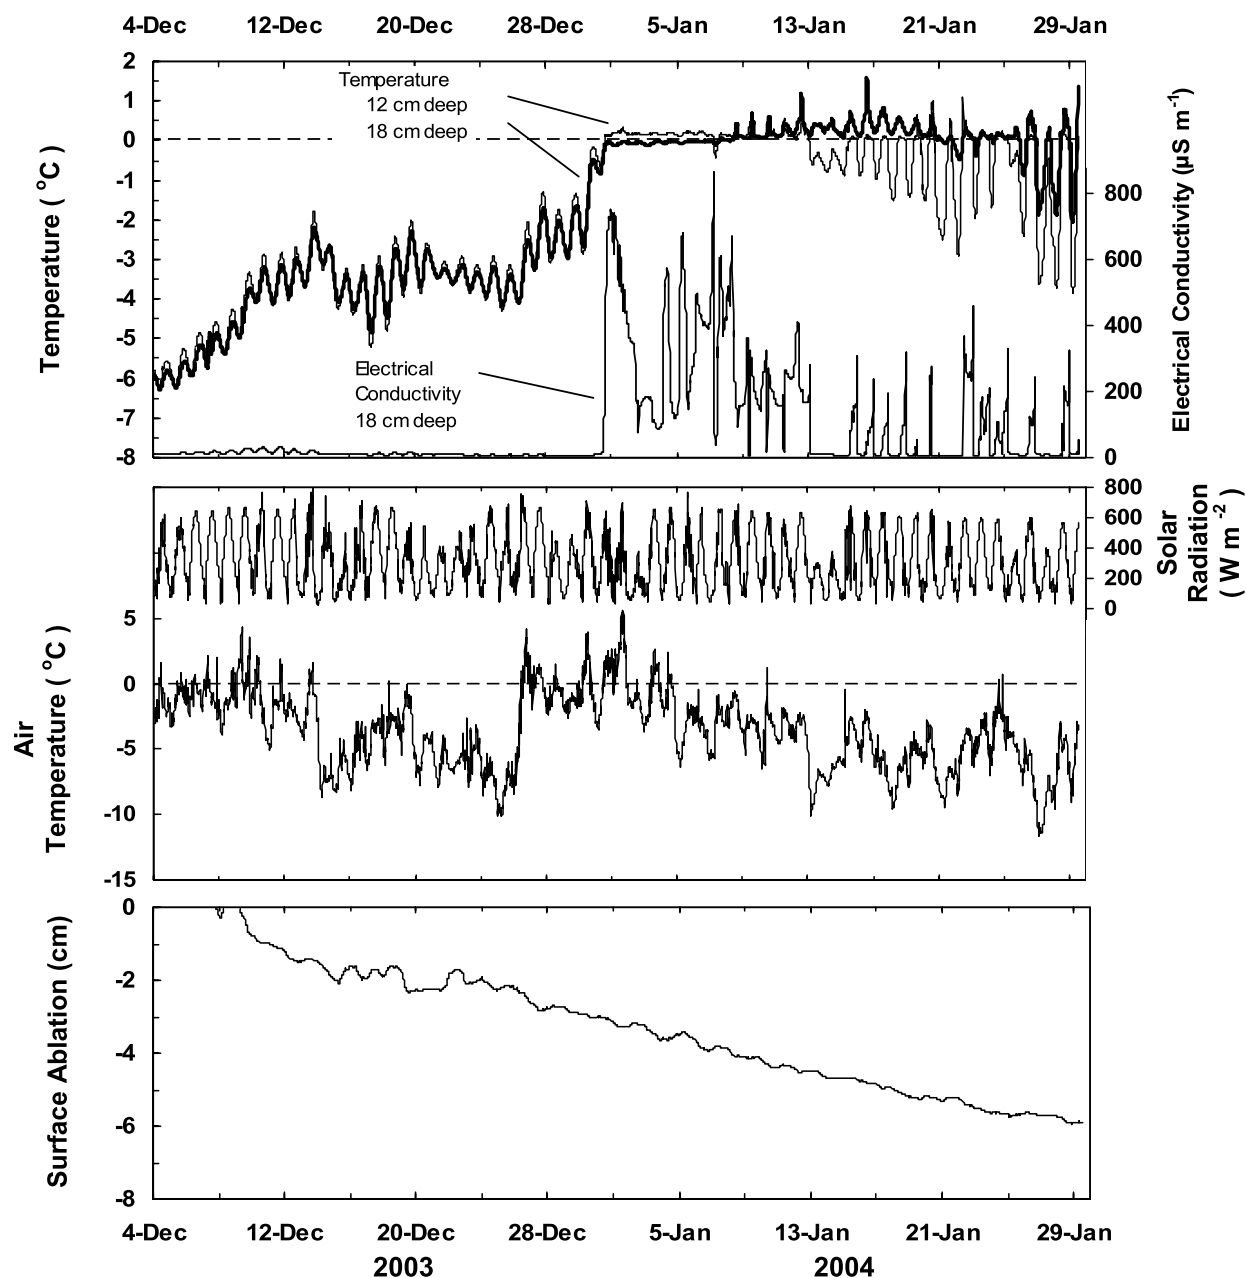 4-Dec 12-Dec 20-Dec 28-Dec 5-Jan 13-Jan 21-Jan 29-Jan
2
1
0
-1
-2
-3
-4
-5
-6
-7
-8
Temperature ( °C)
Temperature
12 cm deep
18 cm deep
Electrical
Conductivity
18 cm deep
800
600
400
200
0
Electrical Conductivity (µS m⁻¹)
800
600
400
200
0
Solar
Radiation
( W m⁻² )
5
0
-5
-10
-15
Air
Temperature ( °C)
0
-2
-4
-6
-8
Surface Ablation (cm)
4-Dec 12-Dec 20-Dec 28-Dec 5-Jan 13-Jan 21-Jan 29-Jan
2003 2004